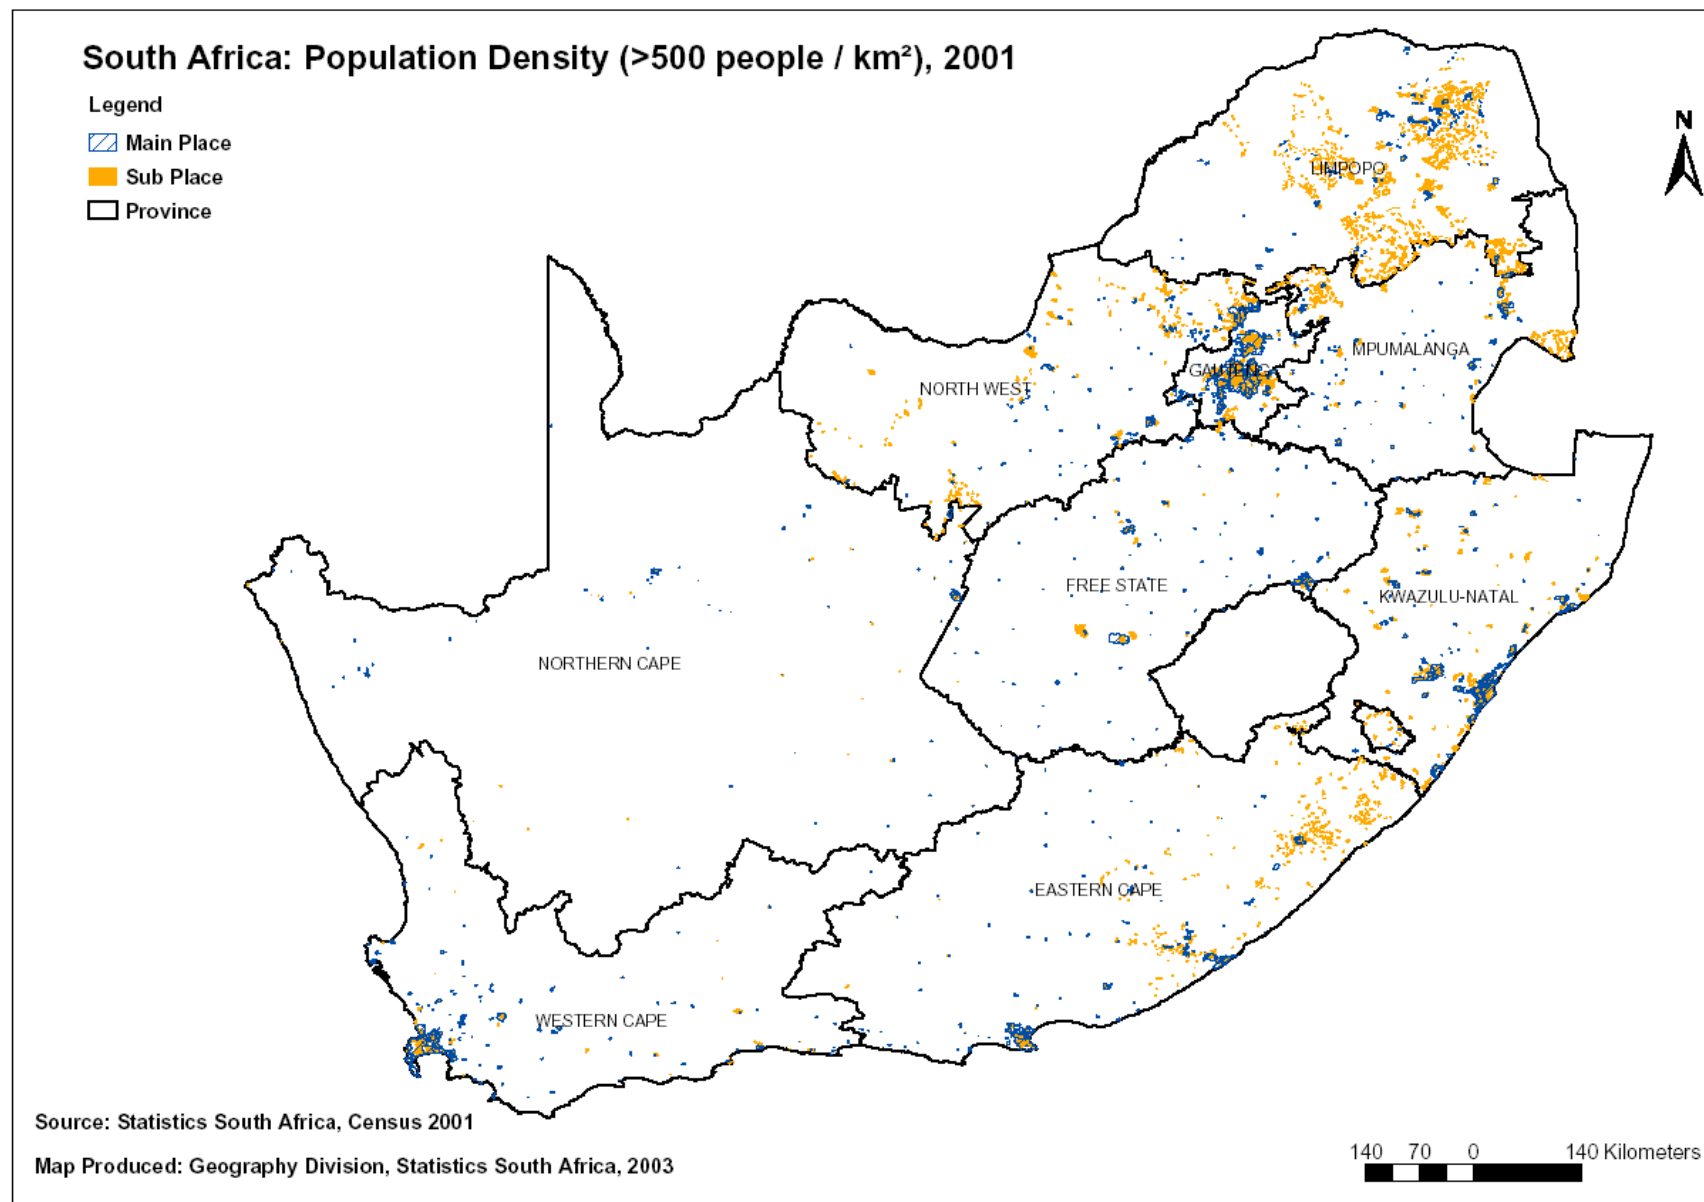 South Africa: Population Density (>500 people / km²), 2001
Legend
Main Place
Sub Place
Province
N
LIMPOPO
MPUMALANGA
GAUTENG
NORTH WEST
FREE STATE
KWAZULU-NATAL
NORTHERN CAPE
EASTERN CAPE
WESTERN CAPE
Source: Statistics South Africa, Census 2001
Map Produced: Geography Division, Statistics South Africa, 2003
140 70 0 140 Kilometers